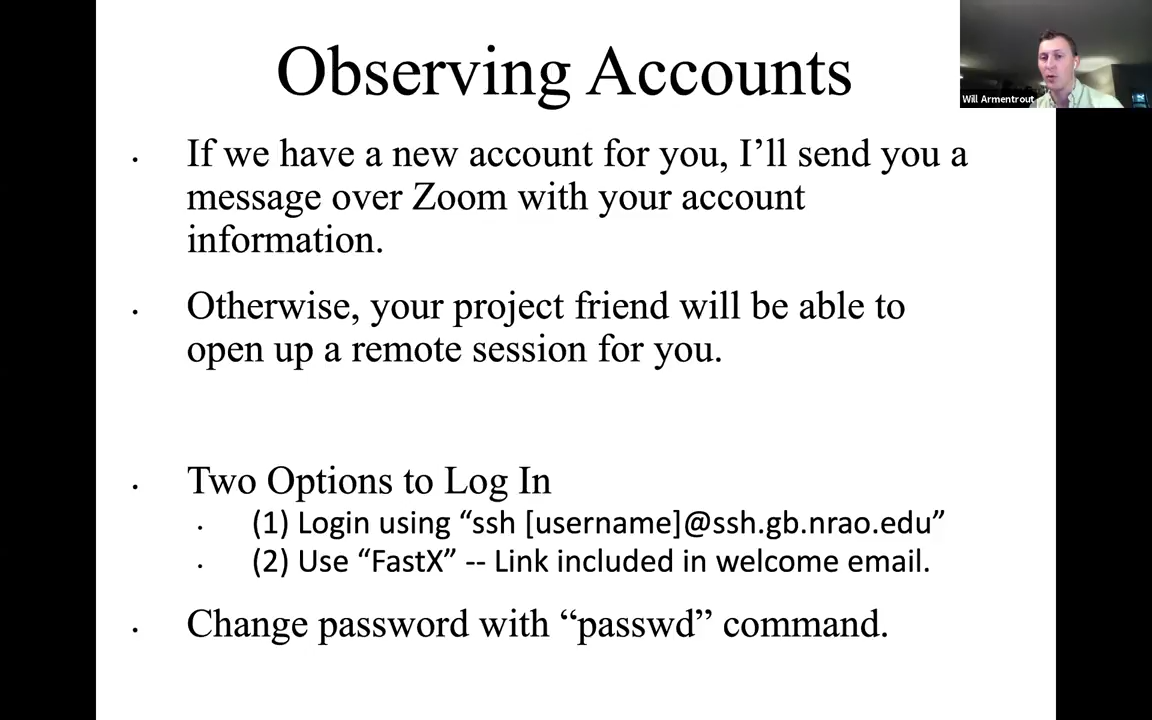 Observing Accounts
Will Armentrout
· If we have a new account for you, I’ll send you a
message over Zoom with your account
information.
· Otherwise, your project friend will be able to
open up a remote session for you.
· Two Options to Log In
· (1) Login using “ssh [username]@ssh.gb.nrao.edu”
· (2) Use “FastX” -- Link included in welcome email.
· Change password with “passwd” command.